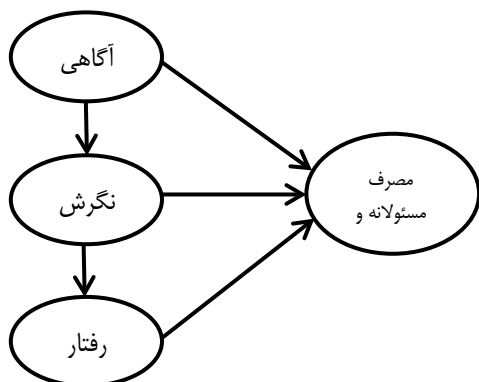 آگاهی
نگرش
رفتار
مصرف
مسئولانه و